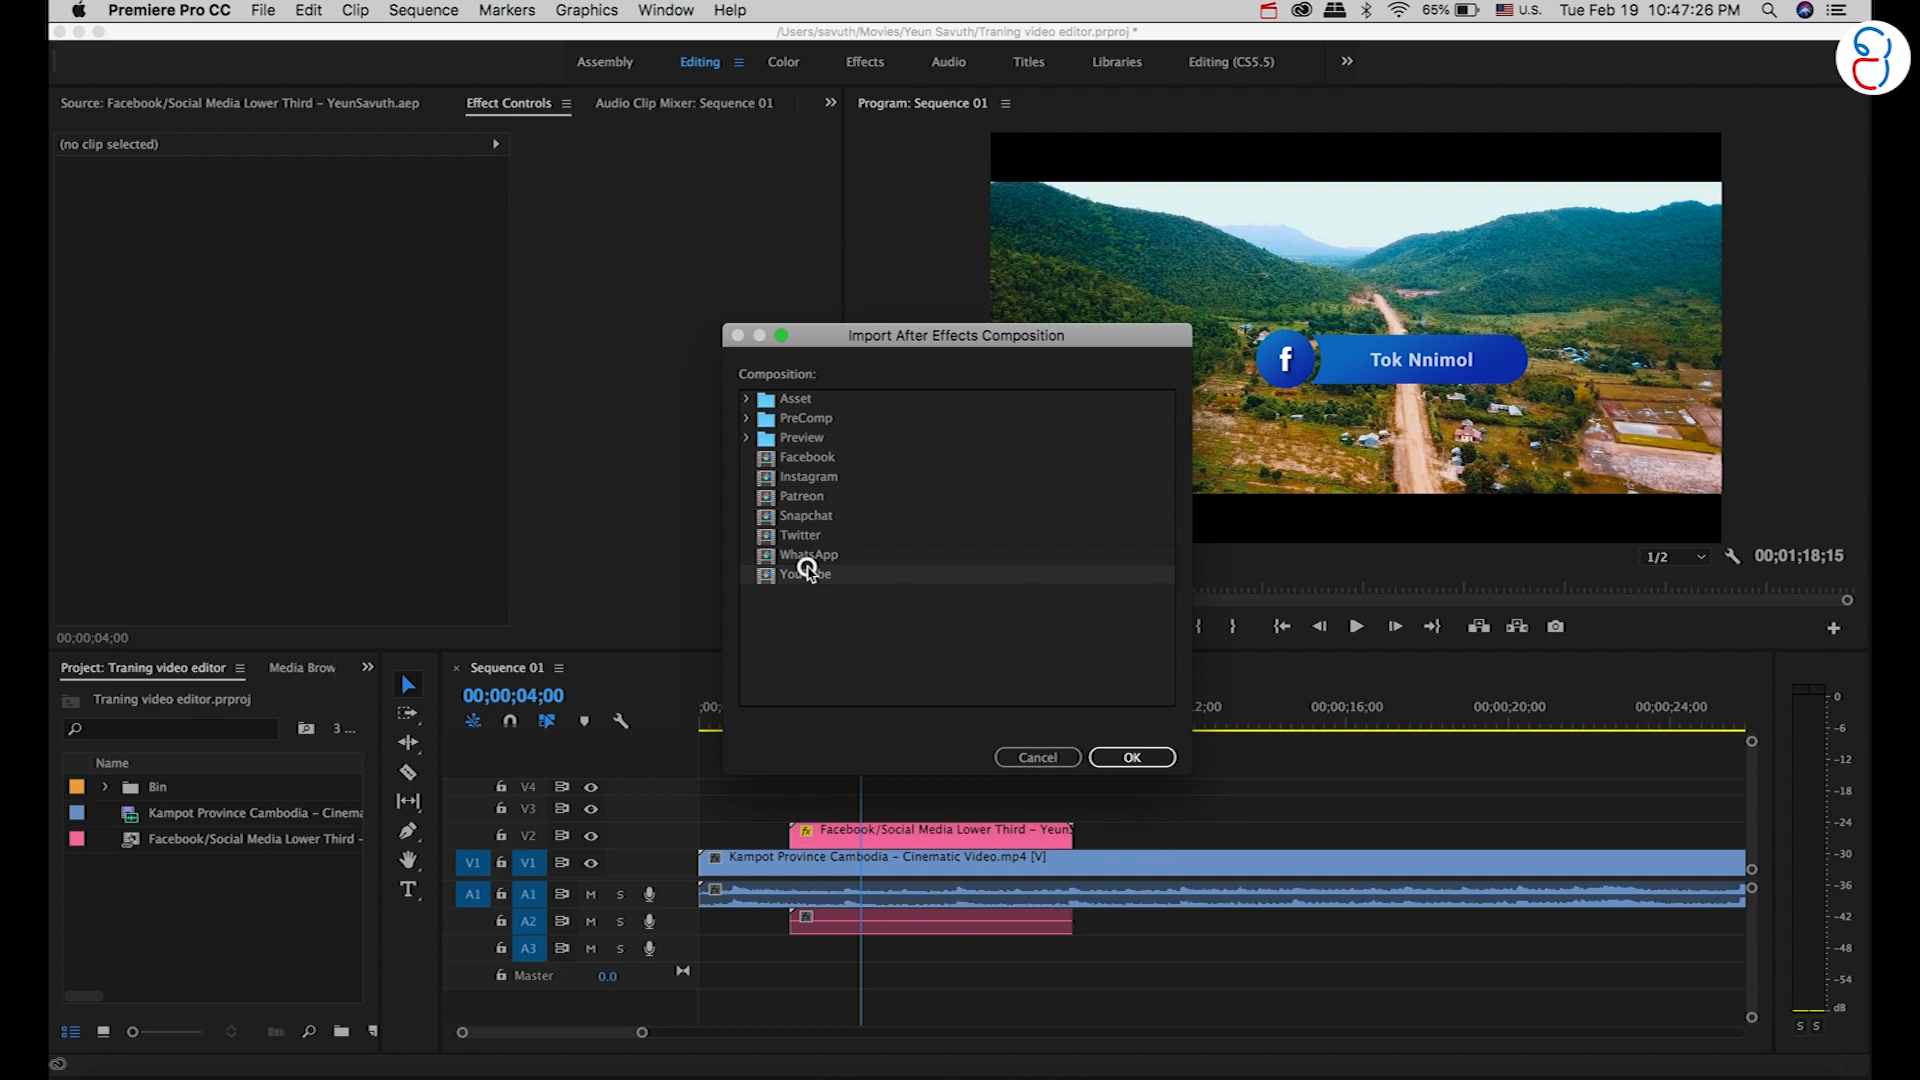 Premiere Pro CC File Edit Clip Sequence Markers Graphics Window Help 65% U.S. Tue Feb 19 10:47:26 PM
/Users/savuth/Movies/Yeun Savuth/Traning video editor.prproj *
Assembly Editing Color Effects Audio Titles Libraries Editing (CS5.5)
Source: Facebook/Social Media Lower Third – YeunSavuth.aep Effect Controls Audio Clip Mixer: Sequence 01 Program: Sequence 01
(no clip selected)
Import After Effects Composition
f Tok Nnimol
Composition:
Asset
PreComp
Preview
Facebook
Instagram
Patreon
Snapchat
Twitter
WhatsApp
1/2 00;01;18;15
00;00;04;00
Project: Traning video editor Media Brow
Sequence 01
Traning video editor.prproj
00;00;04;00
;00; 2;00 00;00;16;00 00;00;20;00 00;00;24;00
3 ...
Cancel OK
Name
Bin
Kampot Province Cambodia – Cinema
Facebook/Social Media Lower Third –
V4
V3
V2 fx Facebook/Social Media Lower Third – YeunS
V1 V1 fx Kampot Province Cambodia – Cinematic Video.mp4 [V]
A1 A1 M S fx
A2 M S fx
A3 M S
Master 0.0
0
-6
-12
-18
-24
-30
-36
-42
-48
-54
dB
S S